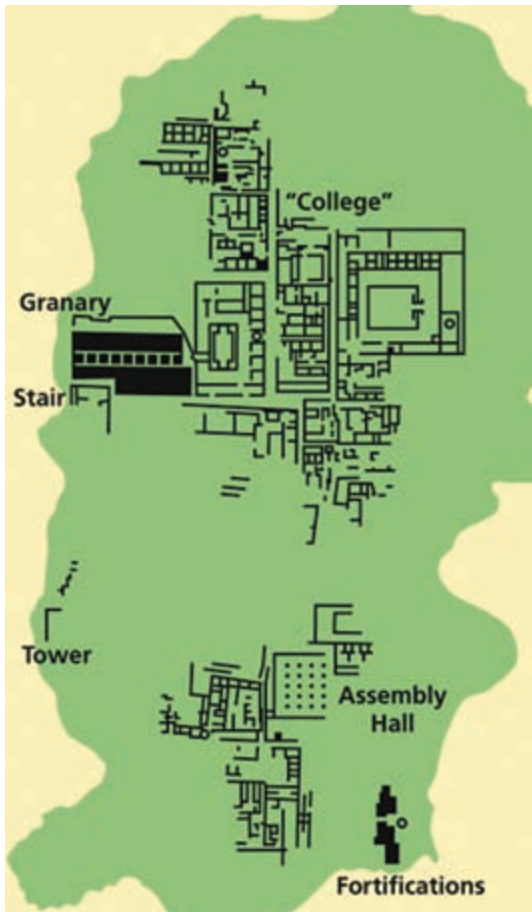 "College"
Granary
Stair
Tower
Assembly
Hall
Fortifications